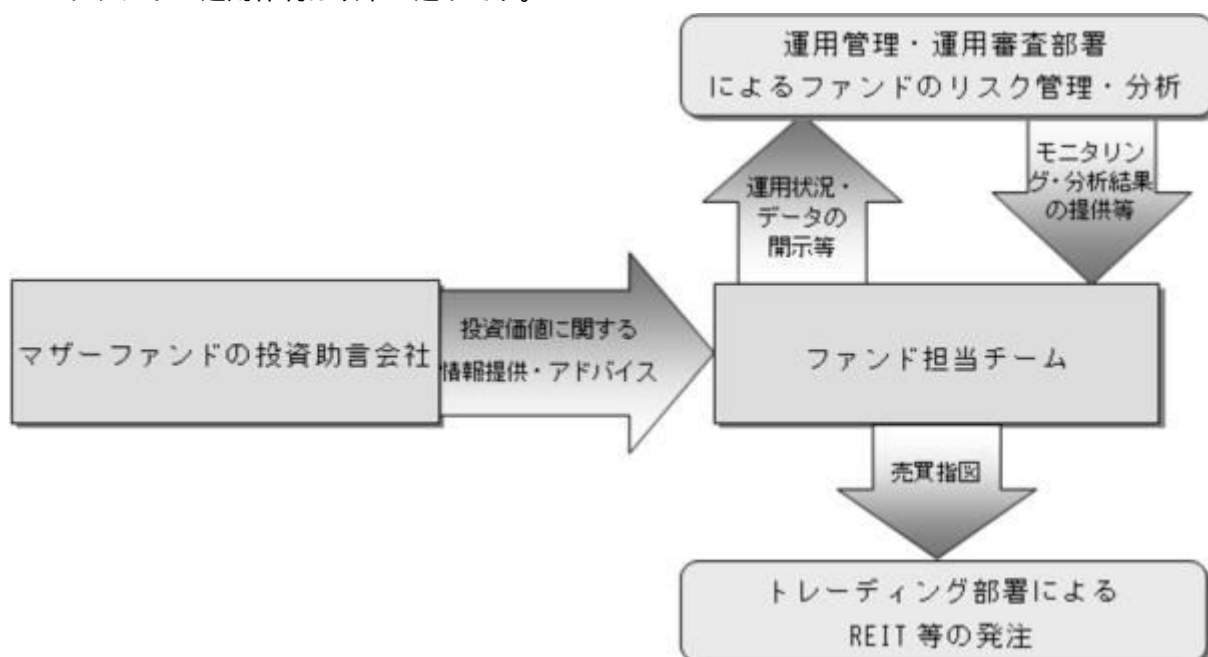 運用管理・運用審査部署
によるファンドのリスク管理・分析
運用状況・
データの
開示等
モニタリン
グ・分析結果
の提供等
マザーファンドの投資助言会社
投資価値に関する
情報提供・アドバイス
ファンド担当チーム
売買指図
トレーディング部署による
REIT 等の発注